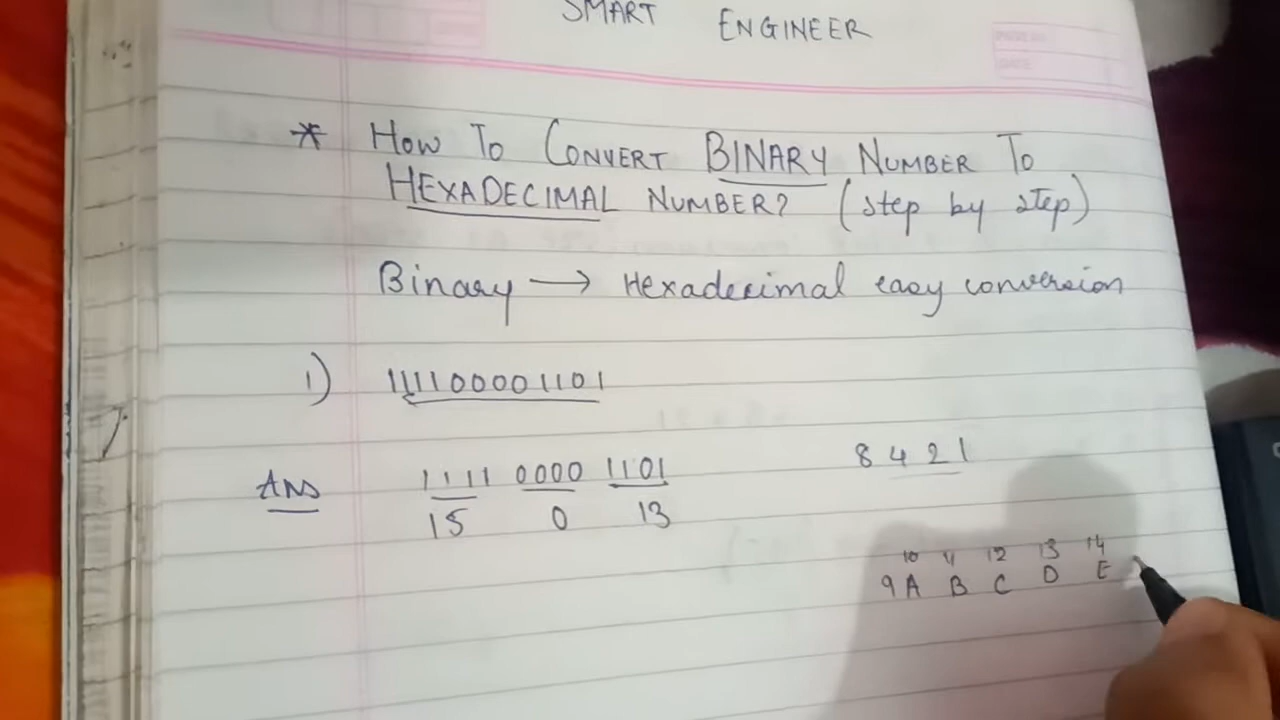 SMART ENGINEER
* HOW TO CONVERT BINARY NUMBER TO
HEXADECIMAL NUMBER? (step by step)
Binary → Hexadecimal easy conversion
1) 111100001101
8 4 2 1
Ans 1111 0000 1101
15 0 13
10 11 12 13 14
9 A B C D E